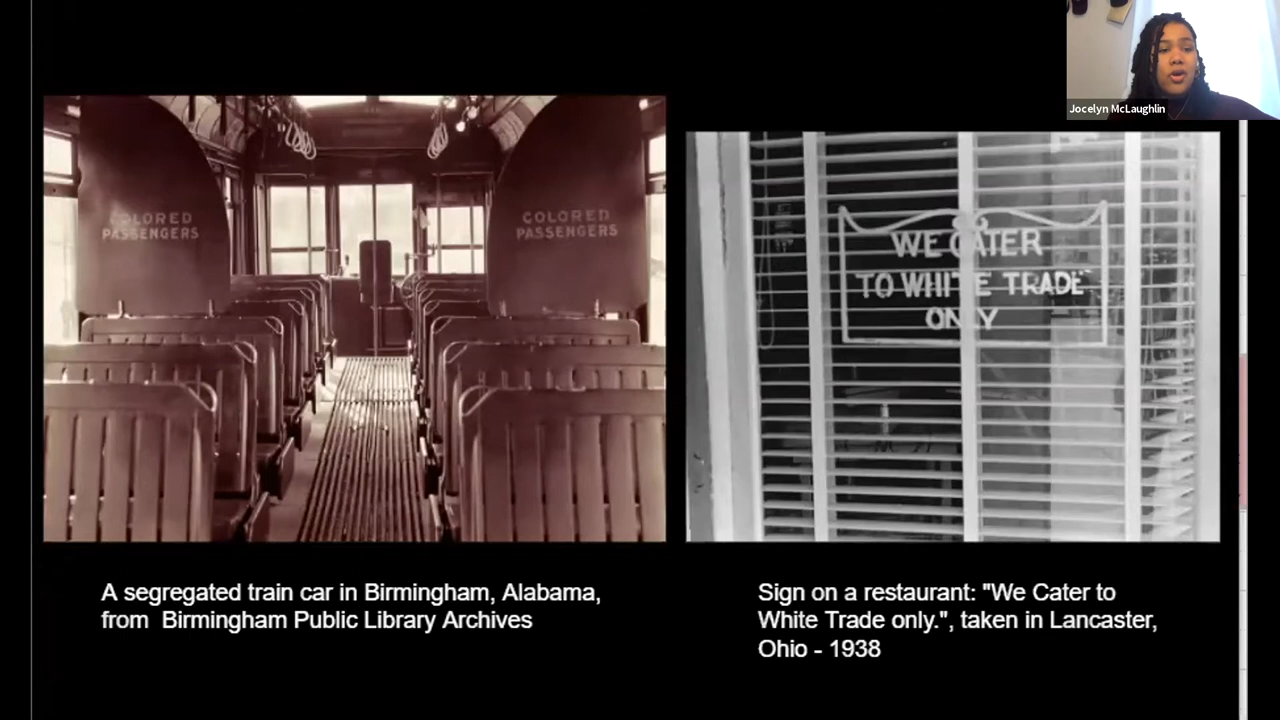 Jocelyn McLaughlin
COLORED
PASSENGERS
COLORED
PASSENGERS
WE CATER
TO WHITE TRADE
ONLY
A segregated train car in Birmingham, Alabama,
from  Birmingham Public Library Archives
Sign on a restaurant: "We Cater to
White Trade only.", taken in Lancaster,
Ohio - 1938